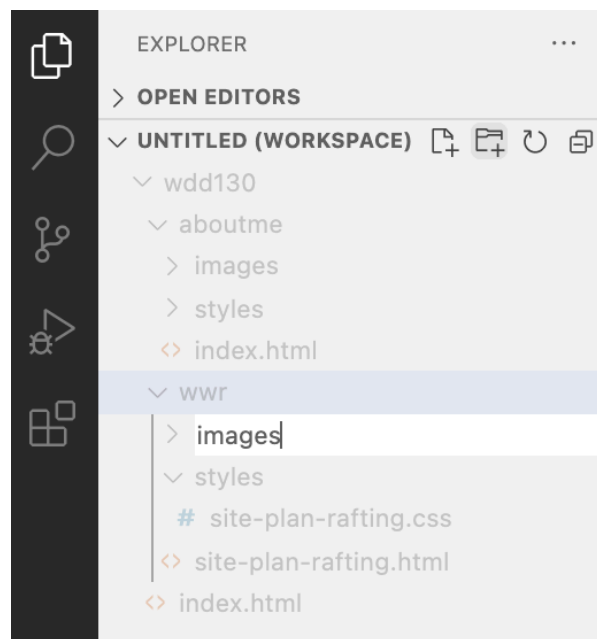 EXPLORER
OPEN EDITORS
UNTITLED (WORKSPACE)
wdd130
aboutme
images
styles
index.html
wwr
images
styles
# site-plan-rafting.css
<> site-plan-rafting.html
<> index.html